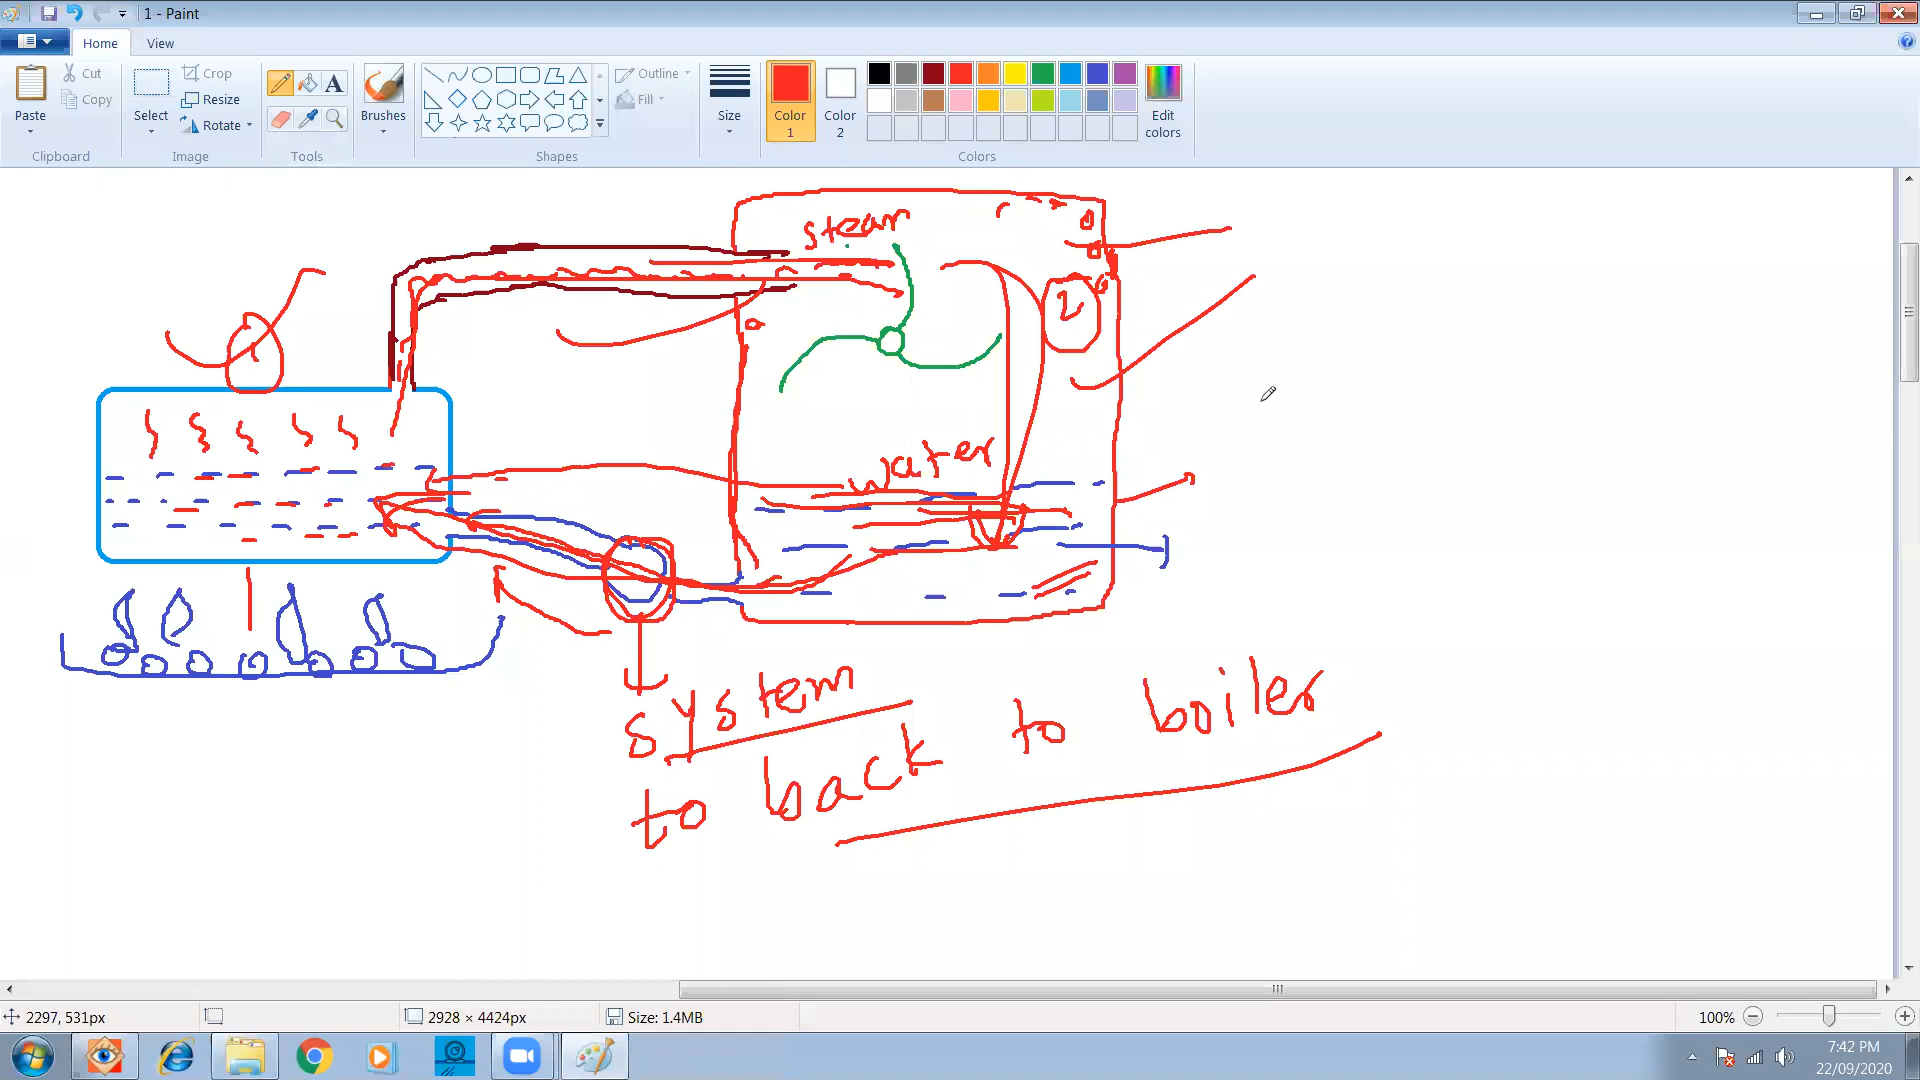 1 - Paint
Home View
Paste
Cut
Copy
Clipboard
Select
Crop
Resize
Rotate
Image
Tools
Brushes
Shapes
Outline
Fill
Size
Color 1
Color 2
Edit colors
Colors
steam
1
2
water
system
to back to boiler
2297, 531px
2928 × 4424px
Size: 1.4MB
100%
7:42 PM
22/09/2020